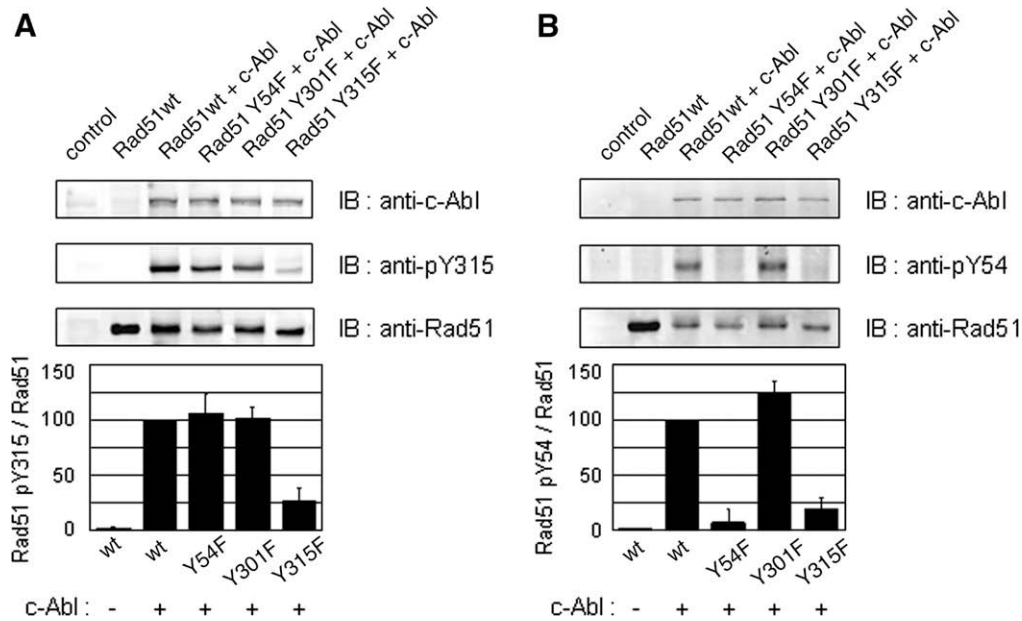 A
control
Rad51wt
Rad51wt + c-Abl
Rad51 Y54F + c-Abl
Rad51 Y301F + c-Abl
Rad51 Y315F + c-Abl
IB : anti-c-Abl
IB : anti-pY315
IB : anti-Rad51
Rad51 pY315 / Rad51
150
100
50
0
wt
wt
Y54F
Y301F
Y315F
c-Abl : - + + + +
B
control
Rad51wt
Rad51wt + c-Abl
Rad51 Y54F + c-Abl
Rad51 Y301F + c-Abl
Rad51 Y315F + c-Abl
IB : anti-c-Abl
IB : anti-pY54
IB : anti-Rad51
Rad51 pY54 / Rad51
150
100
50
0
wt
wt
Y54F
Y301F
Y315F
c-Abl : - + + + +